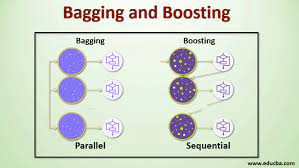 Bagging and Boosting
Bagging
Boosting
Parallel
Sequential
www.educba.com